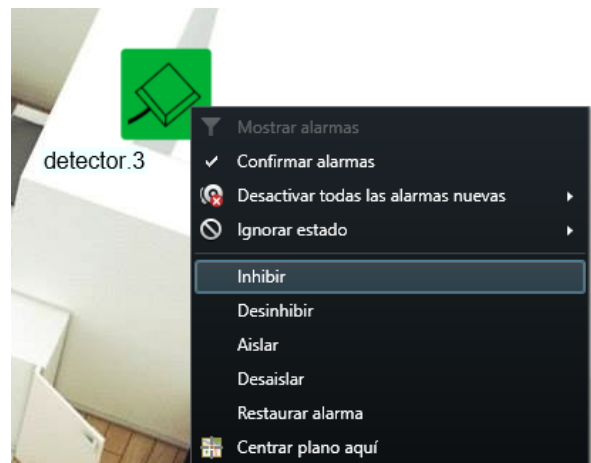 detector.3
Mostrar alarmas
Confirmar alarmas
Desactivar todas las alarmas nuevas
Ignorar estado
Inhibir
Desinhibir
Aislar
Desaislar
Restaurar alarma
Centrar plano aquí